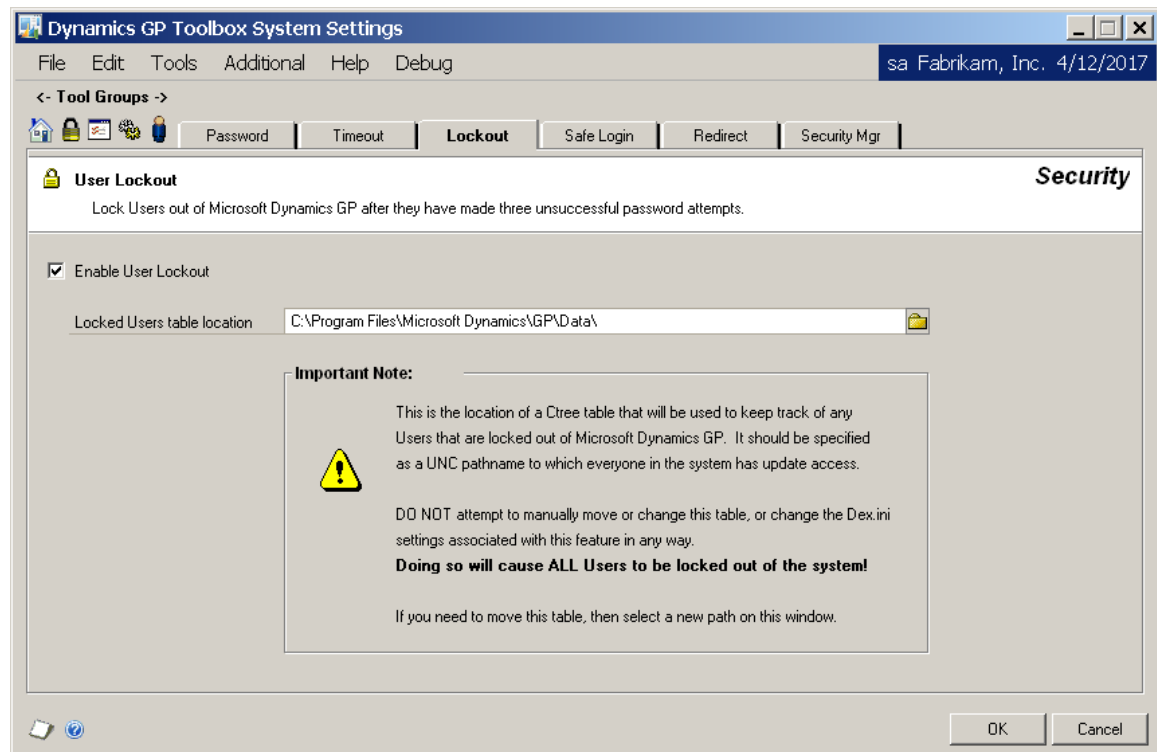 Dynamics GP Toolbox System Settings
File Edit Tools Additional Help Debug sa Fabrikam, Inc. 4/12/2017
<- Tool Groups ->
Password Timeout Lockout Safe Login Redirect Security Mgr
User Lockout Security
Lock Users out of Microsoft Dynamics GP after they have made three unsuccessful password attempts.
Enable User Lockout
Locked Users table location C:\Program Files\Microsoft Dynamics\GP\Data\
Important Note:
This is the location of a Ctree table that will be used to keep track of any
Users that are locked out of Microsoft Dynamics GP. It should be specified
as a UNC pathname to which everyone in the system has update access.
DO NOT attempt to manually move or change this table, or change the Dex.ini
settings associated with this feature in any way.
Doing so will cause ALL Users to be locked out of the system!
If you need to move this table, then select a new path on this window.
OK Cancel